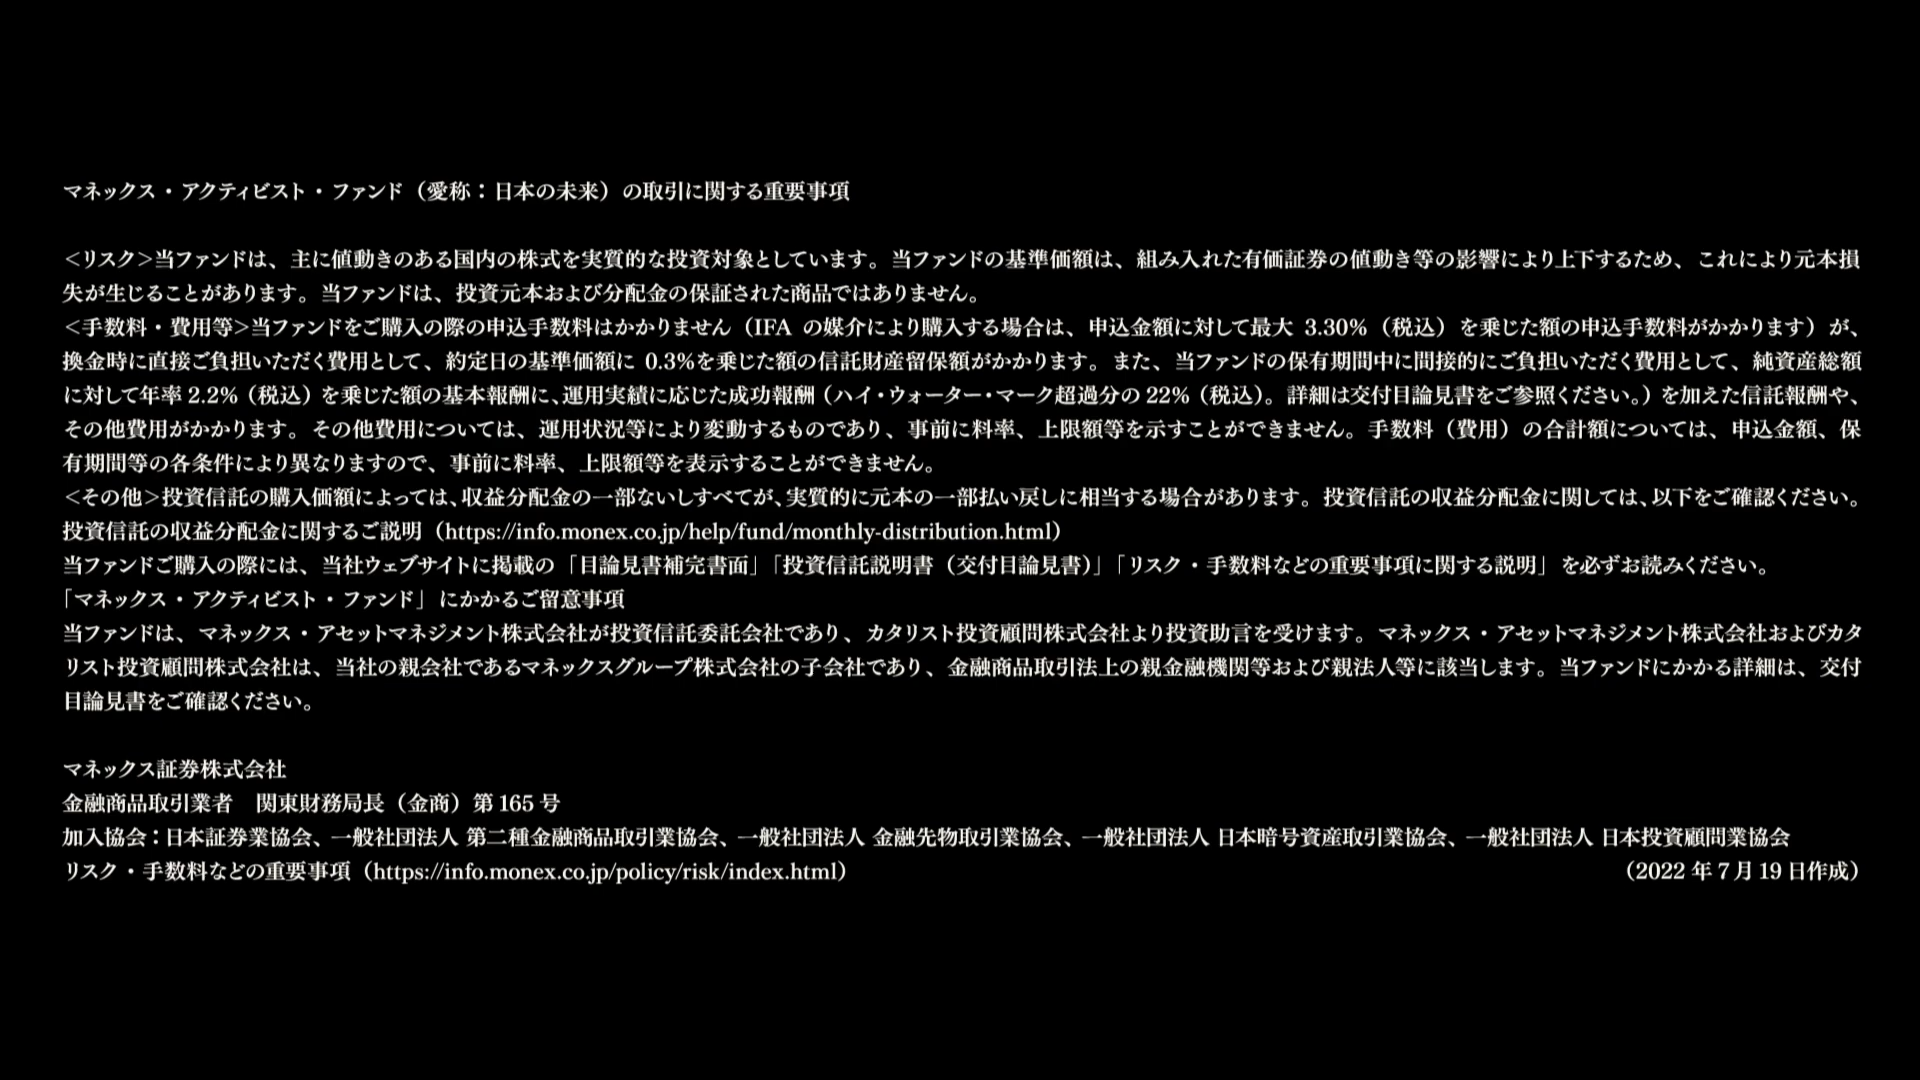 マネックス・アクティビスト・ファンド（愛称：日本の未来）の取引に関する重要事項
＜リスク＞当ファンドは、主に値動きのある国内の株式を実質的な投資対象としています。当ファンドの基準価額は、組み入れた有価証券の値動き等の影響により上下するため、これにより元本損
失が生じることがあります。当ファンドは、投資元本および分配金の保証された商品ではありません。
＜手数料・費用等＞当ファンドをご購入の際の申込手数料はかかりません（IFA の媒介により購入する場合は、申込金額に対して最大 3.30%（税込）を乗じた額の申込手数料がかかります）が、
換金時に直接ご負担いただく費用として、約定日の基準価額に 0.3%を乗じた額の信託財産留保額がかかります。また、当ファンドの保有期間中に間接的にご負担いただく費用として、純資産総額
に対して年率 2.2%（税込）を乗じた額の基本報酬に、運用実績に応じた成功報酬（ハイ・ウォーター・マーク超過分の 22%（税込）。詳細は交付目論見書をご参照ください。）を加えた信託報酬や、
その他費用がかかります。その他費用については、運用状況等により変動するものであり、事前に料率、上限額等を示すことができません。手数料（費用）の合計額については、申込金額、保
有期間等の各条件により異なりますので、事前に料率、上限額等を表示することができません。
＜その他＞投資信託の購入価額によっては、収益分配金の一部ないしすべてが、実質的に元本の一部払い戻しに相当する場合があります。投資信託の収益分配金に関しては、以下をご確認ください。
投資信託の収益分配金に関するご説明（https://info.monex.co.jp/help/fund/monthly-distribution.html）
当ファンドご購入の際には、当社ウェブサイトに掲載の「目論見書補完書面」「投資信託説明書（交付目論見書）」「リスク・手数料などの重要事項に関する説明」を必ずお読みください。
「マネックス・アクティビスト・ファンド」にかかるご留意事項
当ファンドは、マネックス・アセットマネジメント株式会社が投資信託委託会社であり、カタリスト投資顧問株式会社より投資助言を受けます。マネックス・アセットマネジメント株式会社およびカタ
リスト投資顧問株式会社は、当社の親会社であるマネックスグループ株式会社の子会社であり、金融商品取引法上の親金融機関等および親法人等に該当します。当ファンドにかかる詳細は、交付
目論見書をご確認ください。
マネックス証券株式会社
金融商品取引業者　関東財務局長（金商）第 165 号
加入協会：日本証券業協会、一般社団法人 第二種金融商品取引業協会、一般社団法人 金融先物取引業協会、一般社団法人 日本暗号資産取引業協会、一般社団法人 日本投資顧問業協会
リスク・手数料などの重要事項（https://info.monex.co.jp/policy/risk/index.html）　（2022 年 7 月 19 日作成）